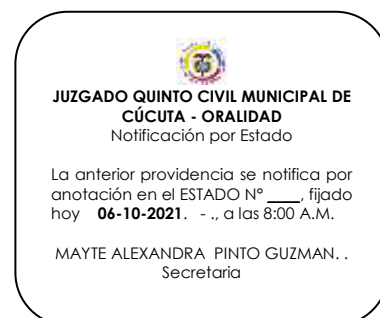 JUZGADO QUINTO CIVIL MUNICIPAL DE
CÚCUTA - ORALIDAD
Notificación por Estado
La anterior providencia se notifica por
anotación en el ESTADO N° ____, fijado
hoy 06-10-2021. - ., a las 8:00 A.M.
MAYTE ALEXANDRA PINTO GUZMAN. .
Secretaria